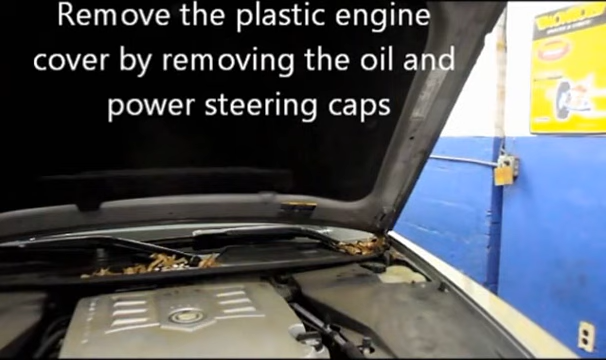 Remove the plastic engine
cover by removing the oil and
power steering caps